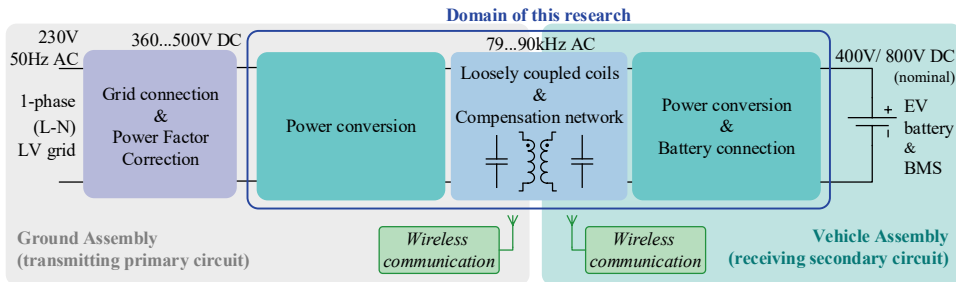 Domain of this research
230V
50Hz AC
360...500V DC
79...90kHz AC
400V/ 800V DC
(nominal)
1-phase
(L-N)
LV grid
Grid connection
&
Power Factor
Correction
Power conversion
Loosely coupled coils
&
Compensation network
Power conversion
&
Battery connection
+
EV
battery
&
BMS
Ground Assembly
(transmitting primary circuit)
Wireless
communication
Wireless
communication
Vehicle Assembly
(receiving secondary circuit)